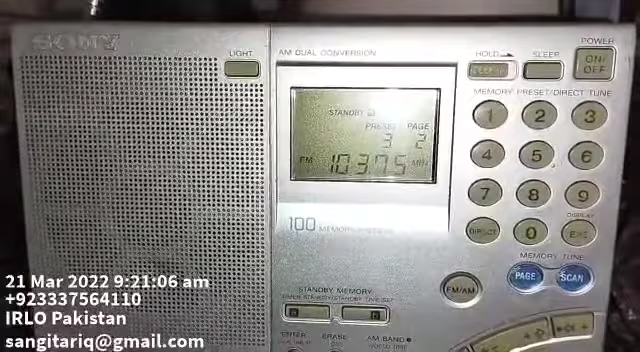 SONY
LIGHT
AM DUAL CONVERSION
HOLD
SLEEP
POWER
ON/
OFF
STANDBY
PRESET PAGE
3 2
FM 103.75 MHz
MEMORY PRESET/DIRECT TUNE
1 2 3
4 5 6
7 8 9
DISPLAY
DIRECT 0 EXE
100
MEMORY TUNE
PAGE SCAN
FM/AM
STANDBY MEMORY
ENTER ERASE AM BAND
21 Mar 2022 9:21:06 am
+923337564110
IRLO Pakistan
sangitariq@gmail.com